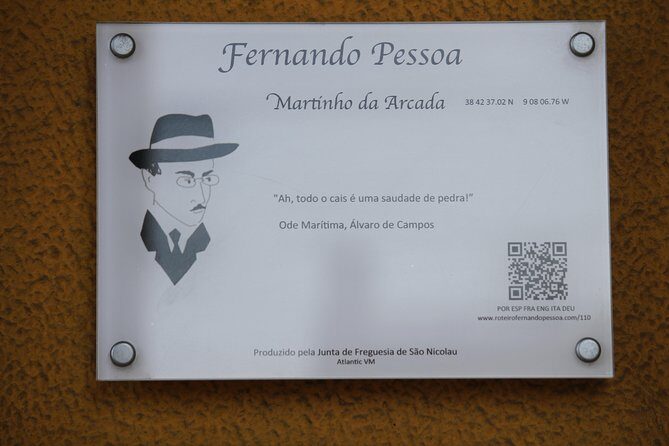 Fernando Pessoa
Martinho da Arcada 38 42 37.02 N 9 08 06.76 W
"Ah, todo o cais é uma saudade de pedra!"
Ode Marítima, Álvaro de Campos
POR ESP FRA ENG ITA DEU
www.roteirofernandopessoa.com/110
Produzido pela Junta de Freguesia de São Nicolau
Atlantic VM